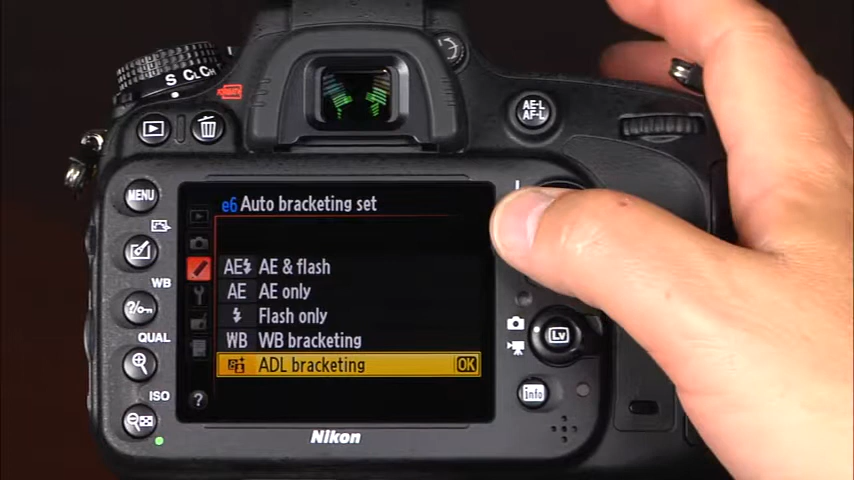 S CL CH
FORMAT
AE-L
AF-L
MENU
e6 Auto bracketing set
AE AE & flash
WB
AE AE only
Flash only
QUAL
WB WB bracketing
Lv
ADL bracketing OK
ISO
info
?
Nikon